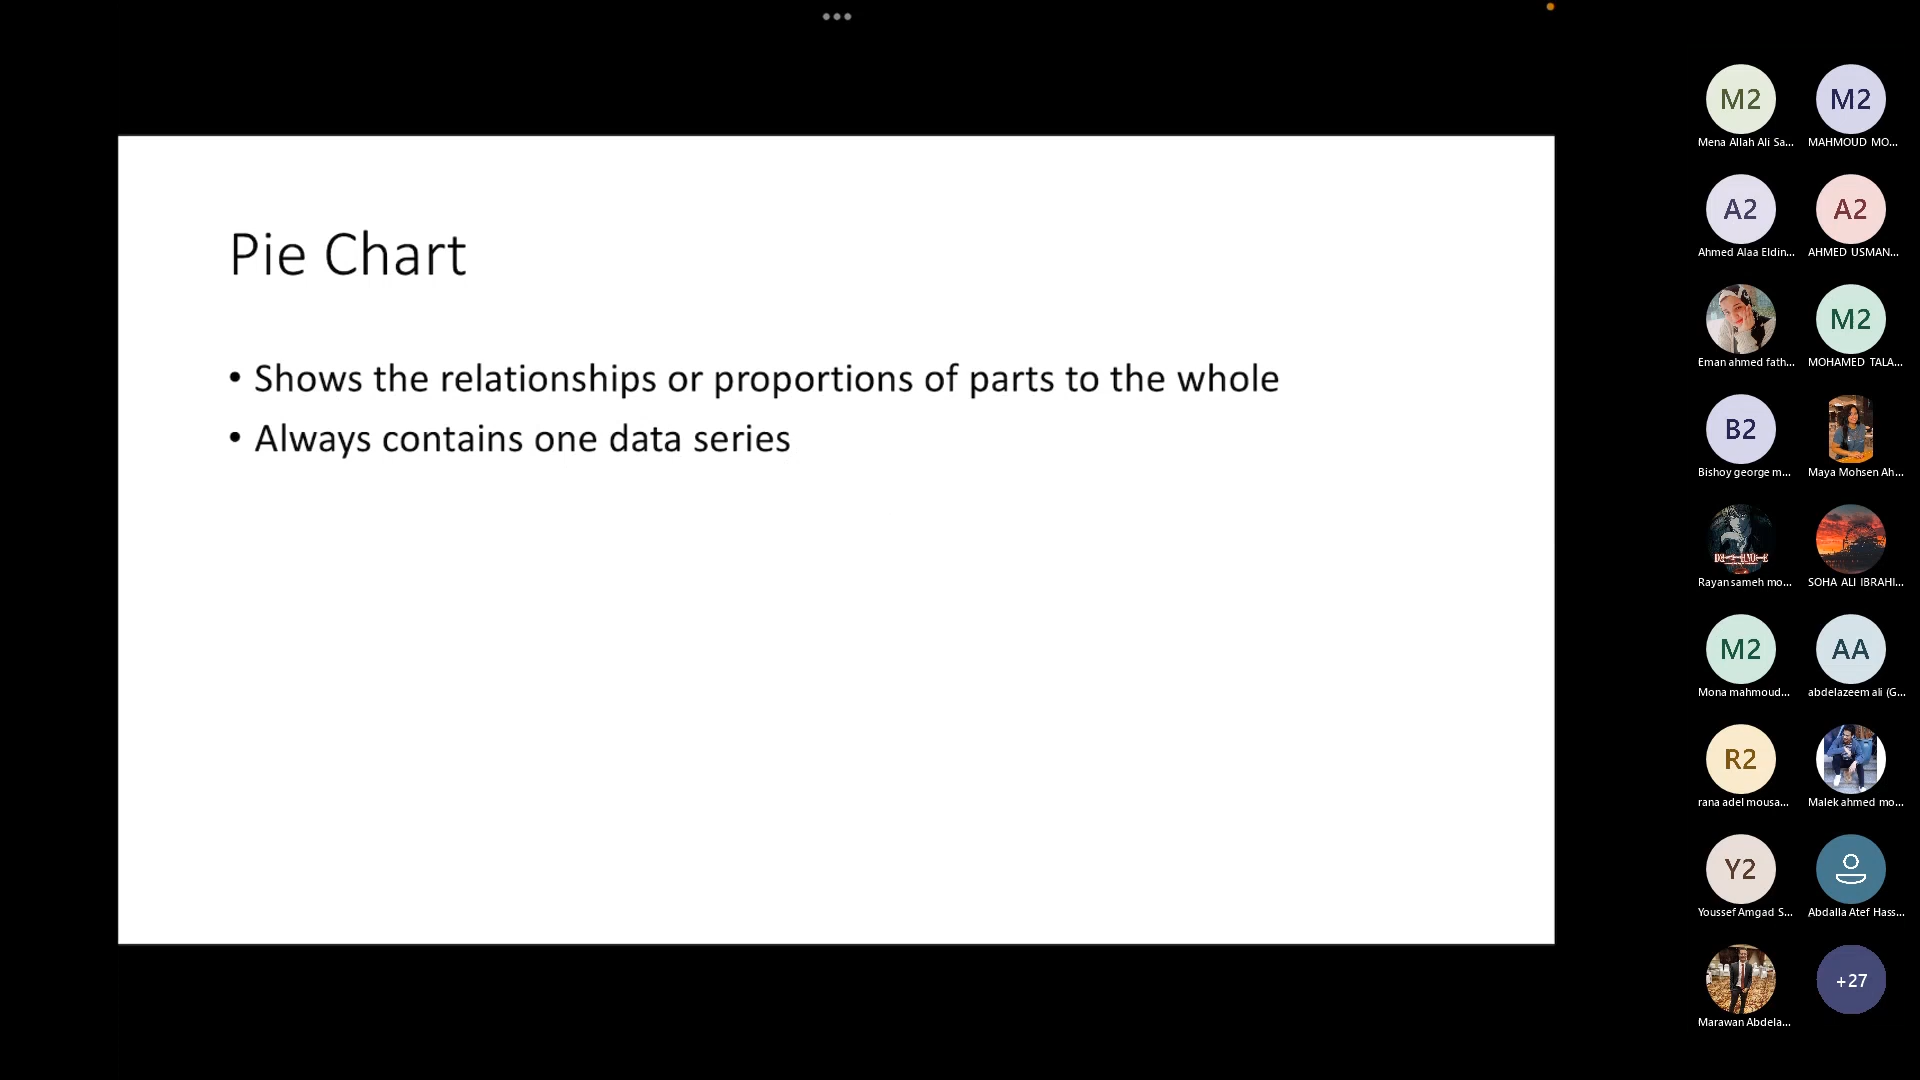 Pie Chart
• Shows the relationships or proportions of parts to the whole
• Always contains one data series
M2
M2
Mena Allah Ali Sa...
MAHMOUD MO...
A2
A2
Ahmed Alaa Eldin...
AHMED USMAN...
M2
Eman ahmed fath...
MOHAMED TALA...
B2
Bishoy george m...
Maya Mohsen Ah...
Rayan sameh mo...
SOHA ALI IBRAHI...
M2
AA
Mona mahmoud...
abdelazeem ali (G...
R2
rana adel mousa...
Malek ahmed mo...
Y2
Youssef Amgad S...
Abdalla Atef Hass...
+27
Marawan Abdela...